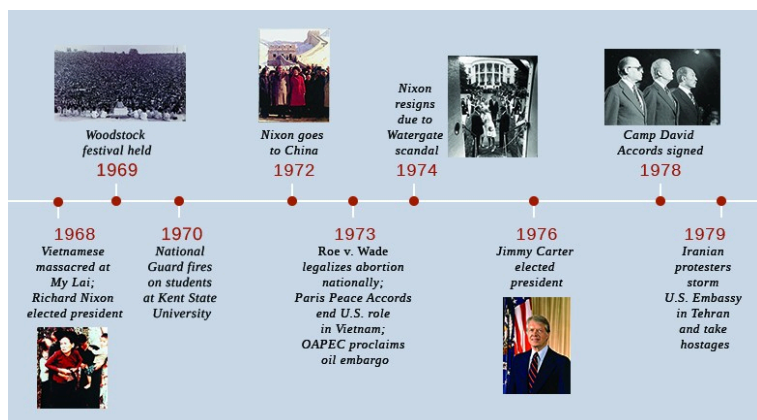 Woodstock
festival held
1969
Nixon goes
to China
1972
Nixon
resigns
due to
Watergate
scandal
1974
Camp David
Accords signed
1978
1968
Vietnamese
massacred at
My Lai;
Richard Nixon
elected president
1970
National
Guard fires
on students
at Kent State
University
1973
Roe v. Wade
legalizes abortion
nationally;
Paris Peace Accords
end U.S. role
in Vietnam;
OAPEC proclaims
oil embargo
1976
Jimmy Carter
elected
president
1979
Iranian
protesters
storm
U.S. Embassy
in Tehran
and take
hostages